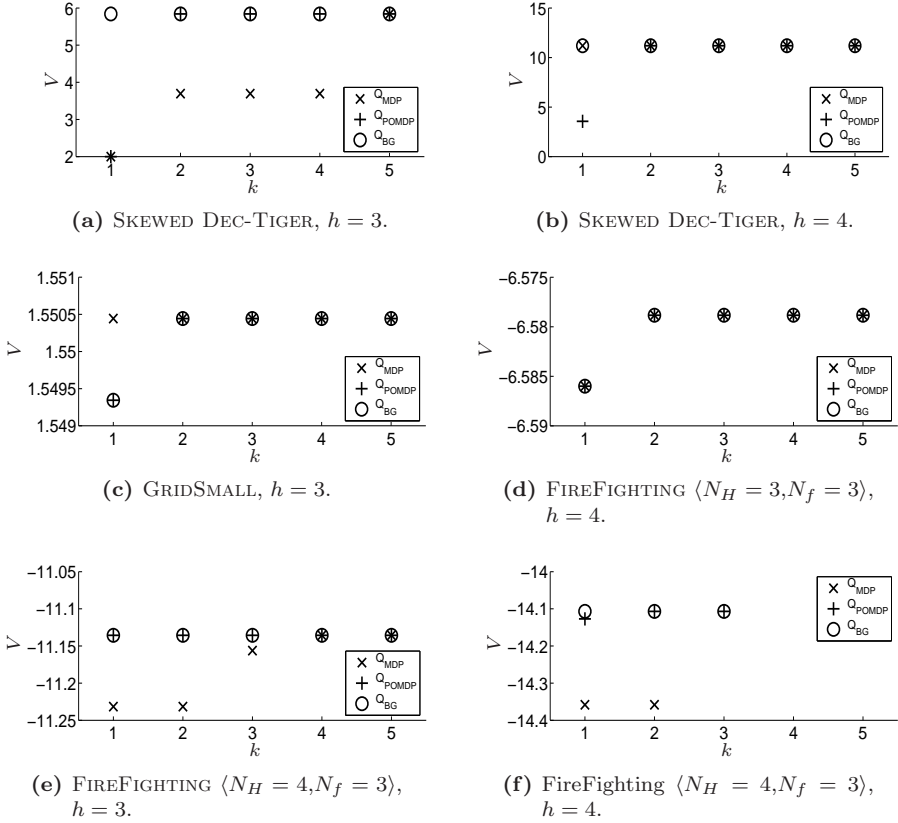 6
5
4
3
2
V
1 2 3 4 5
k
Q_MDP
Q_POMDP
Q_BG
(a) SKEWED DEC-TIGER, h = 3.
15
10
5
0
V
1 2 3 4 5
k
Q_MDP
Q_POMDP
Q_BG
(b) SKEWED DEC-TIGER, h = 4.
1.551
1.5505
1.55
1.5495
1.549
V
1 2 3 4 5
k
Q_MDP
Q_POMDP
Q_BG
(c) GRIDSMALL, h = 3.
−6.575
−6.58
−6.585
−6.59
V
1 2 3 4 5
k
Q_MDP
Q_POMDP
Q_BG
(d) FIREFIGHTING ⟨N_H = 3,N_f = 3⟩,
h = 4.
−11.05
−11.1
−11.15
−11.2
−11.25
V
1 2 3 4 5
k
Q_MDP
Q_POMDP
Q_BG
(e) FIREFIGHTING ⟨N_H = 4,N_f = 3⟩,
h = 3.
−14
−14.1
−14.2
−14.3
−14.4
V
1 2 3 4 5
k
Q_MDP
Q_POMDP
Q_BG
(f) FireFighting ⟨N_H = 4,N_f = 3⟩,
h = 4.